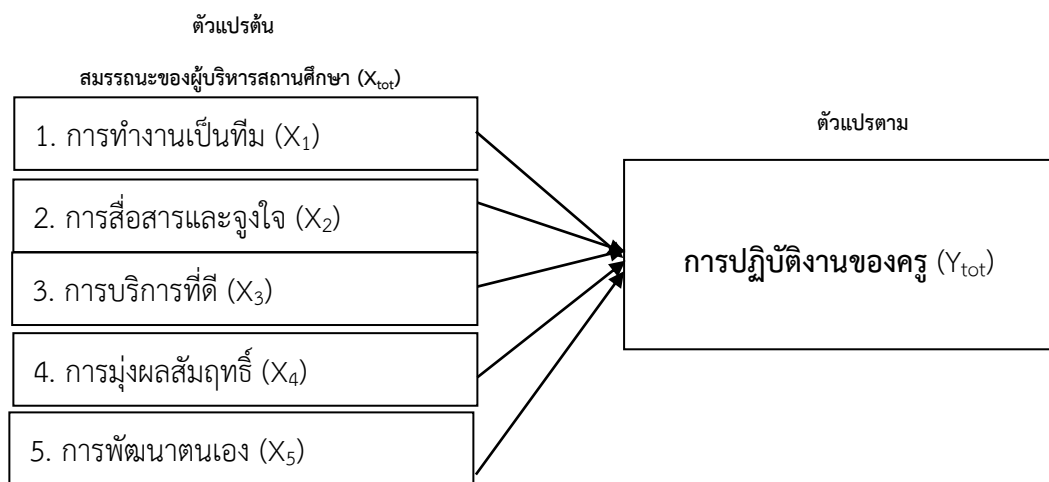 ตัวแปรต้น
สมรรถนะของผู้บริหารสถานศึกษา (Xtot)
1. การทำงานเป็นทีม (X1)
2. การสื่อสารและจูงใจ (X2)
3. การบริการที่ดี (X3)
4. การมุ่งผลสัมฤทธิ์ (X4)
5. การพัฒนาตนเอง (X5)
ตัวแปรตาม
การปฏิบัติงานของครู (Ytot)